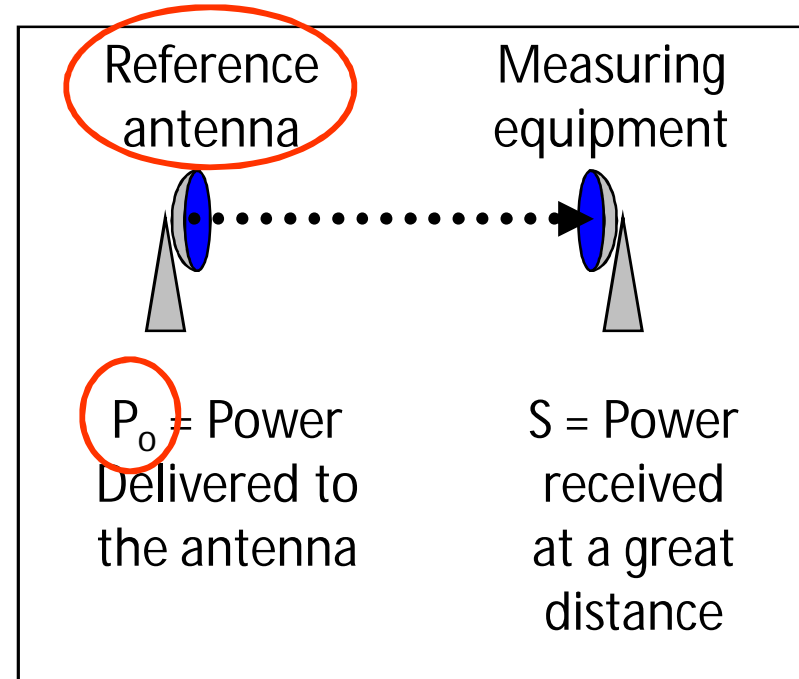 Reference
antenna
Measuring
equipment
Pₒ = Power
Delivered to
the antenna
S = Power
received
at a great
distance